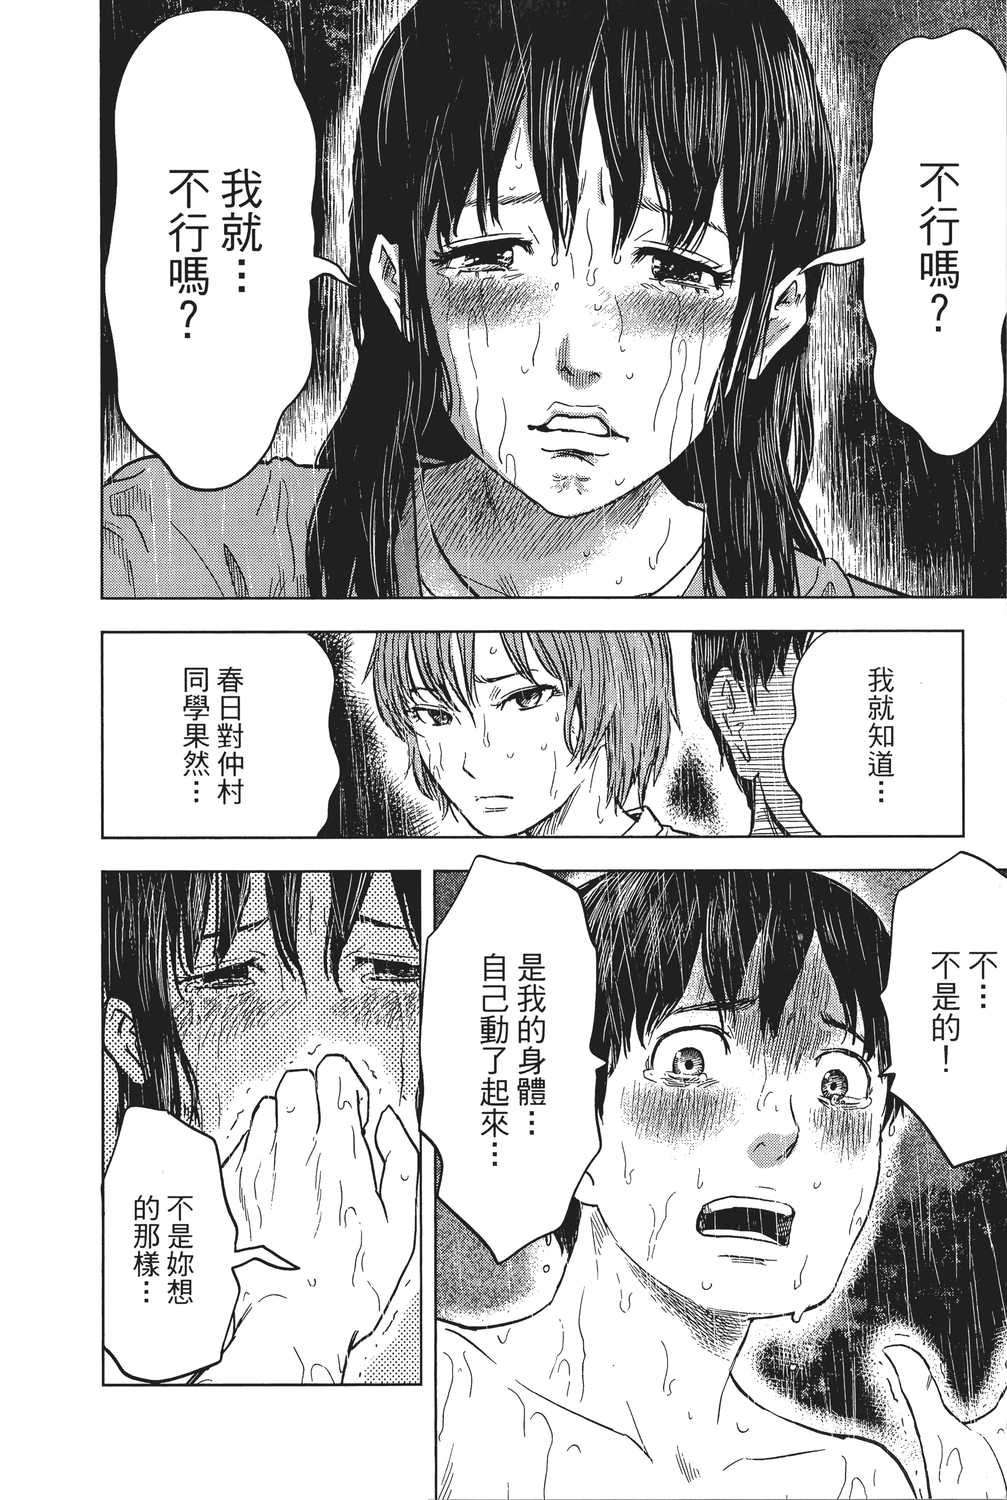 不行嗎?
我就…
不行嗎?
我就知道…
春日對仲村
同學果然…
不…
不是的!
是我的身體…
自己動了起來…
不是妳想
的那樣…